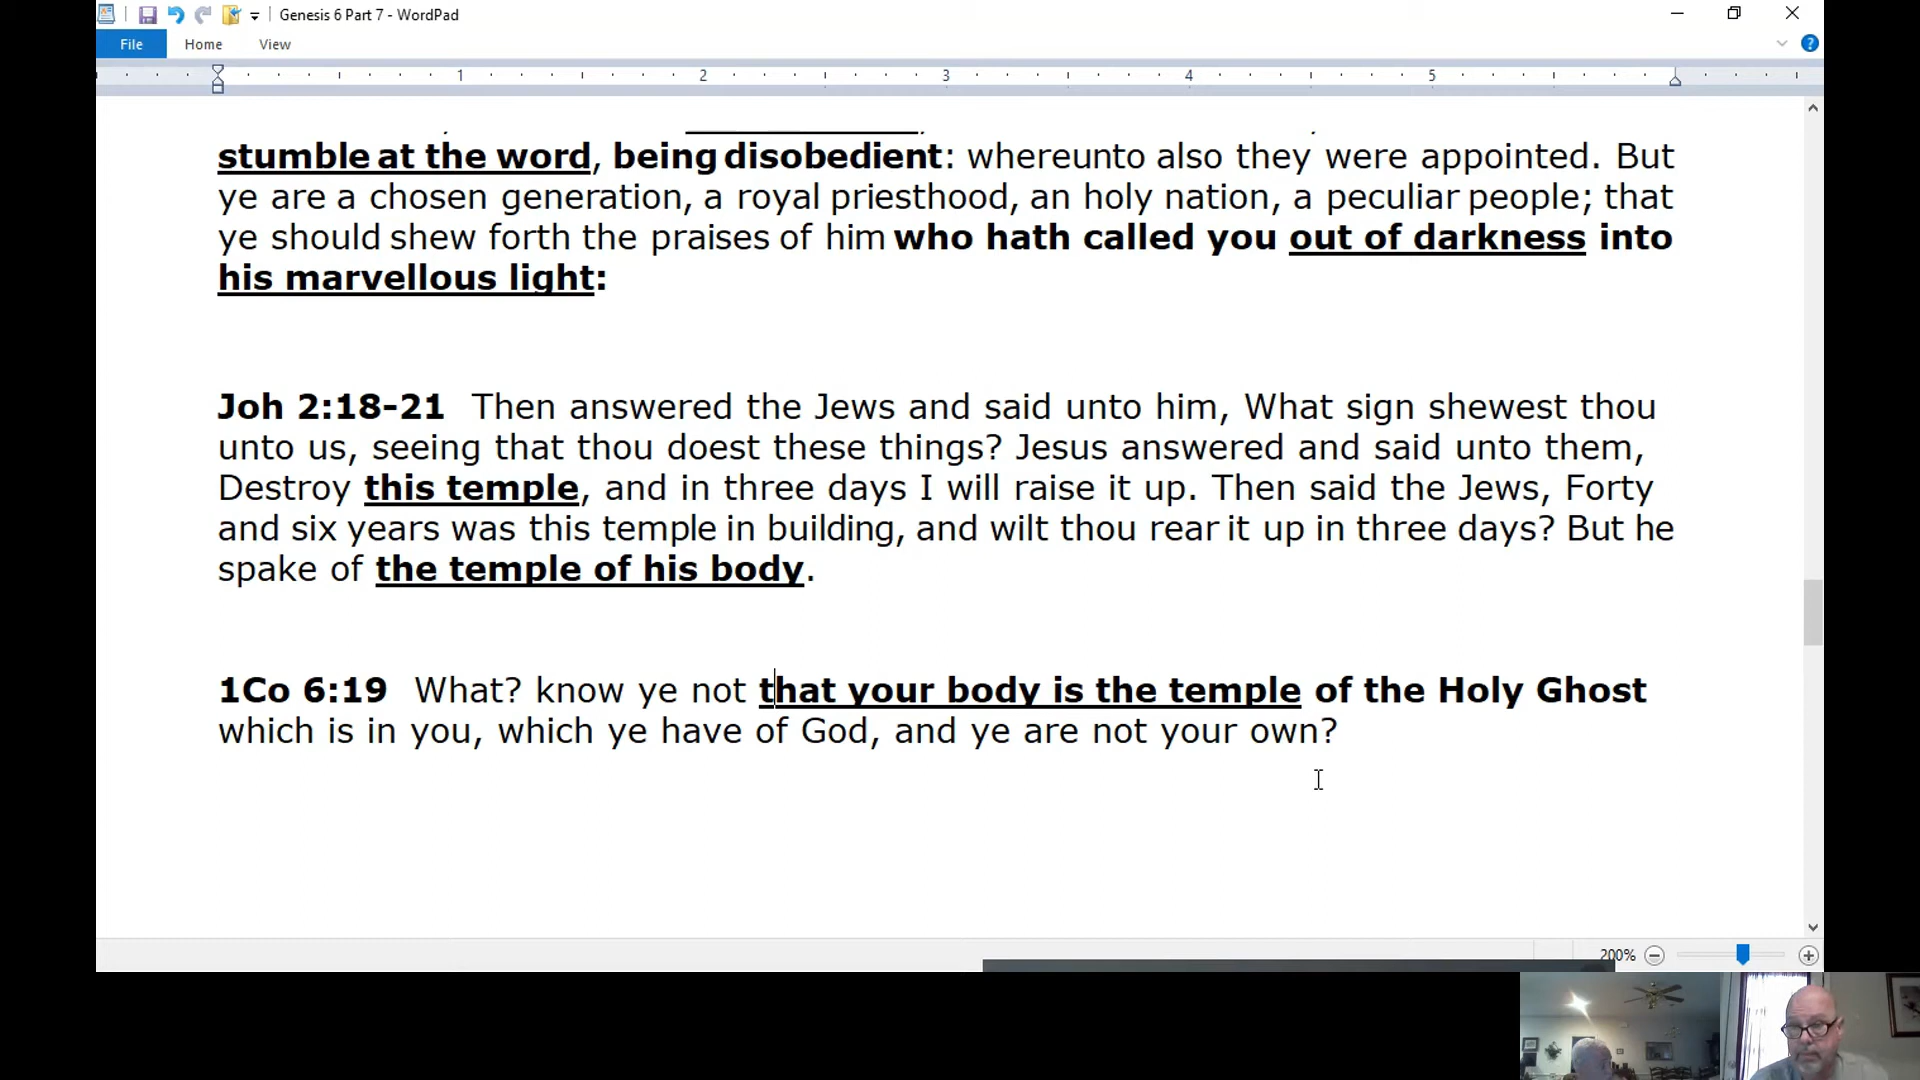 Genesis 6 Part 7 - WordPad
File Home View
1 2 3 4 5
stumble at the word, being disobedient: whereunto also they were appointed. But
ye are a chosen generation, a royal priesthood, an holy nation, a peculiar people; that
ye should shew forth the praises of him who hath called you out of darkness into
his marvellous light:
Joh 2:18-21 Then answered the Jews and said unto him, What sign shewest thou
unto us, seeing that thou doest these things? Jesus answered and said unto them,
Destroy this temple, and in three days I will raise it up. Then said the Jews, Forty
and six years was this temple in building, and wilt thou rear it up in three days? But he
spake of the temple of his body.
1Co 6:19 What? know ye not that your body is the temple of the Holy Ghost
which is in you, which ye have of God, and ye are not your own?
200%